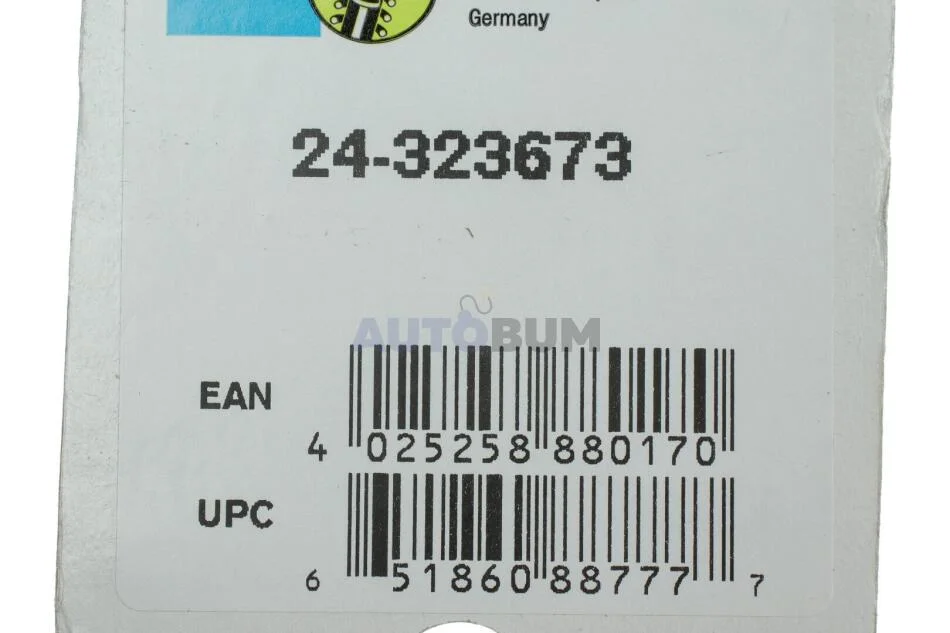 Germany
24-323673
AUTOBUM
EAN
4 025258 880170
UPC
6 51860 88777 7